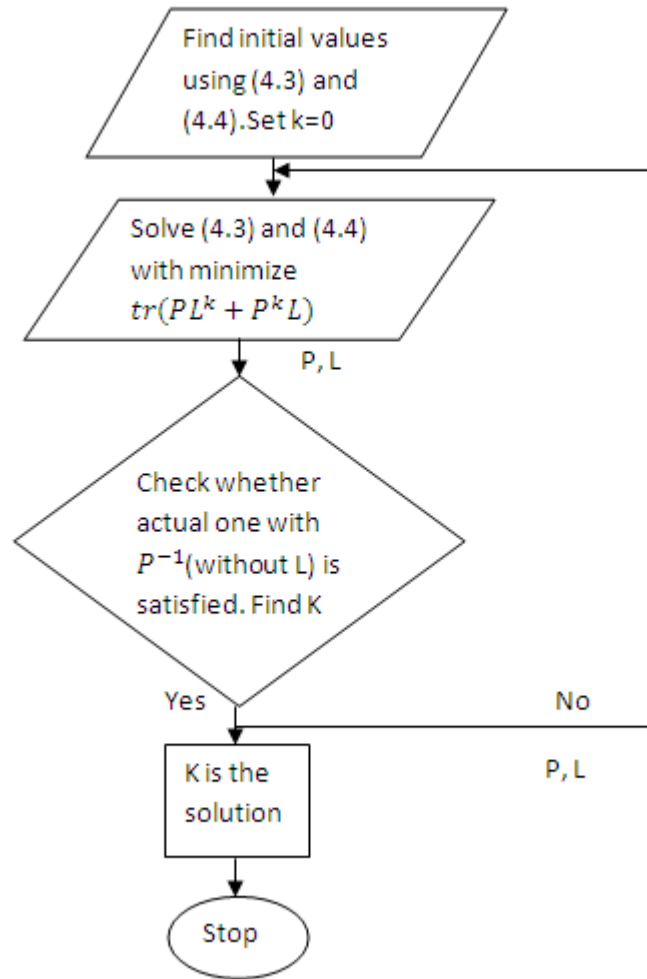 Find initial values
using (4.3) and
(4.4).Set k=0
Solve (4.3) and (4.4)
with minimize
tr(PL^k + P^kL)
P, L
Check whether
actual one with
P^−1(without L) is
satisfied. Find K
Yes
No
K is the
solution
P, L
Stop